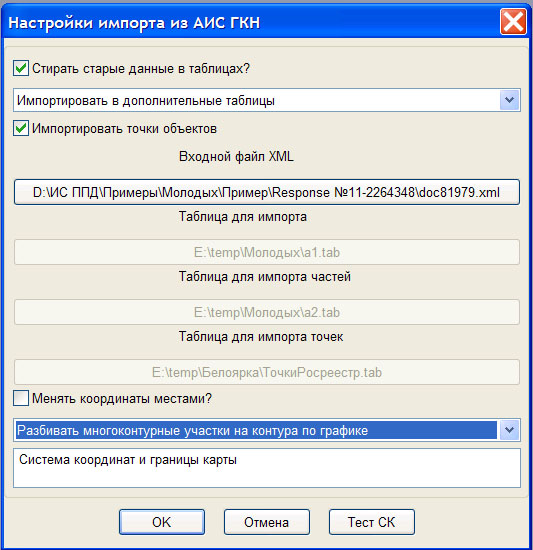 Настройки импорта из АИС ГКН
Стирать старые данные в таблицах?
Импортировать в дополнительные таблицы
Импортировать точки объектов
Входной файл XML
D:\ИС ППД\Примеры\Молодых\Пример\Response №11-2264348\doc81979.xml
Таблица для импорта
E:\temp\Молодых\a1.tab
Таблица для импорта частей
E:\temp\Молодых\a2.tab
Таблица для импорта точек
E:\temp\Белоярка\ТочкиРосреестр.tab
Менять координаты местами?
Разбивать многоконтурные участки на контура по графике
Система координат и границы карты
OK Отмена Тест СК